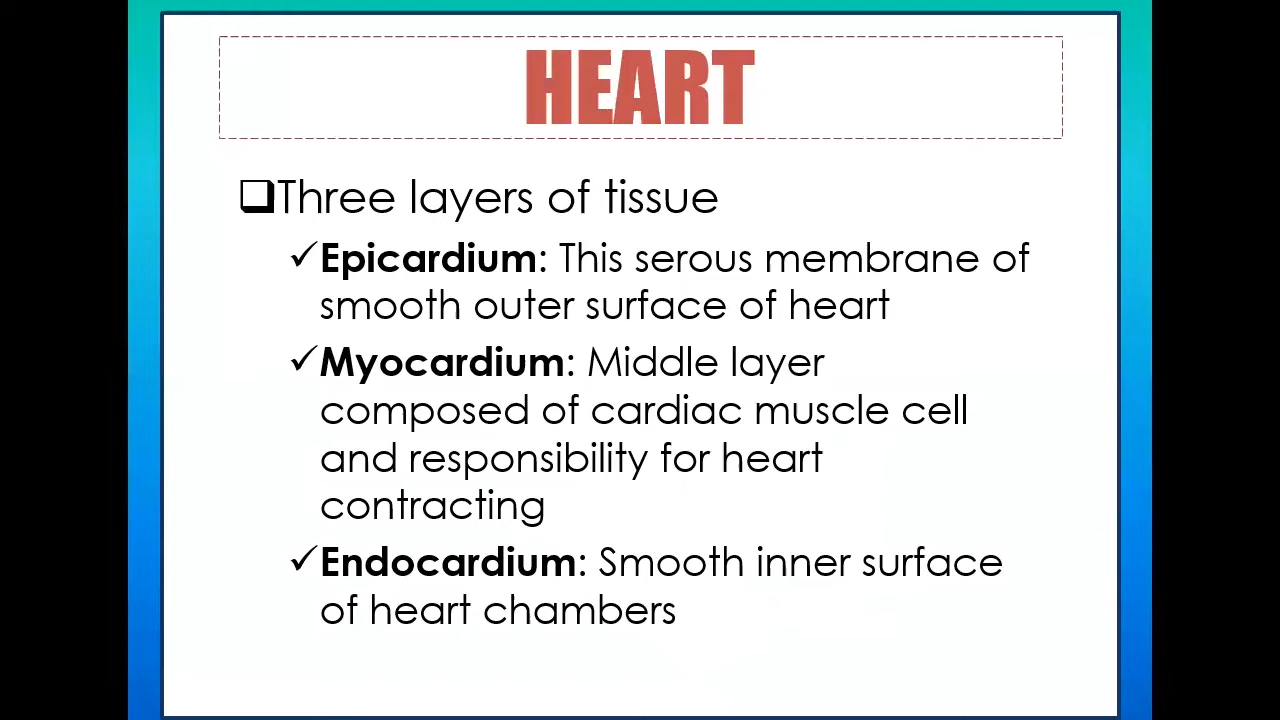 HEART
Three layers of tissue
Epicardium: This serous membrane of
smooth outer surface of heart
Myocardium: Middle layer
composed of cardiac muscle cell
and responsibility for heart
contracting
Endocardium: Smooth inner surface
of heart chambers